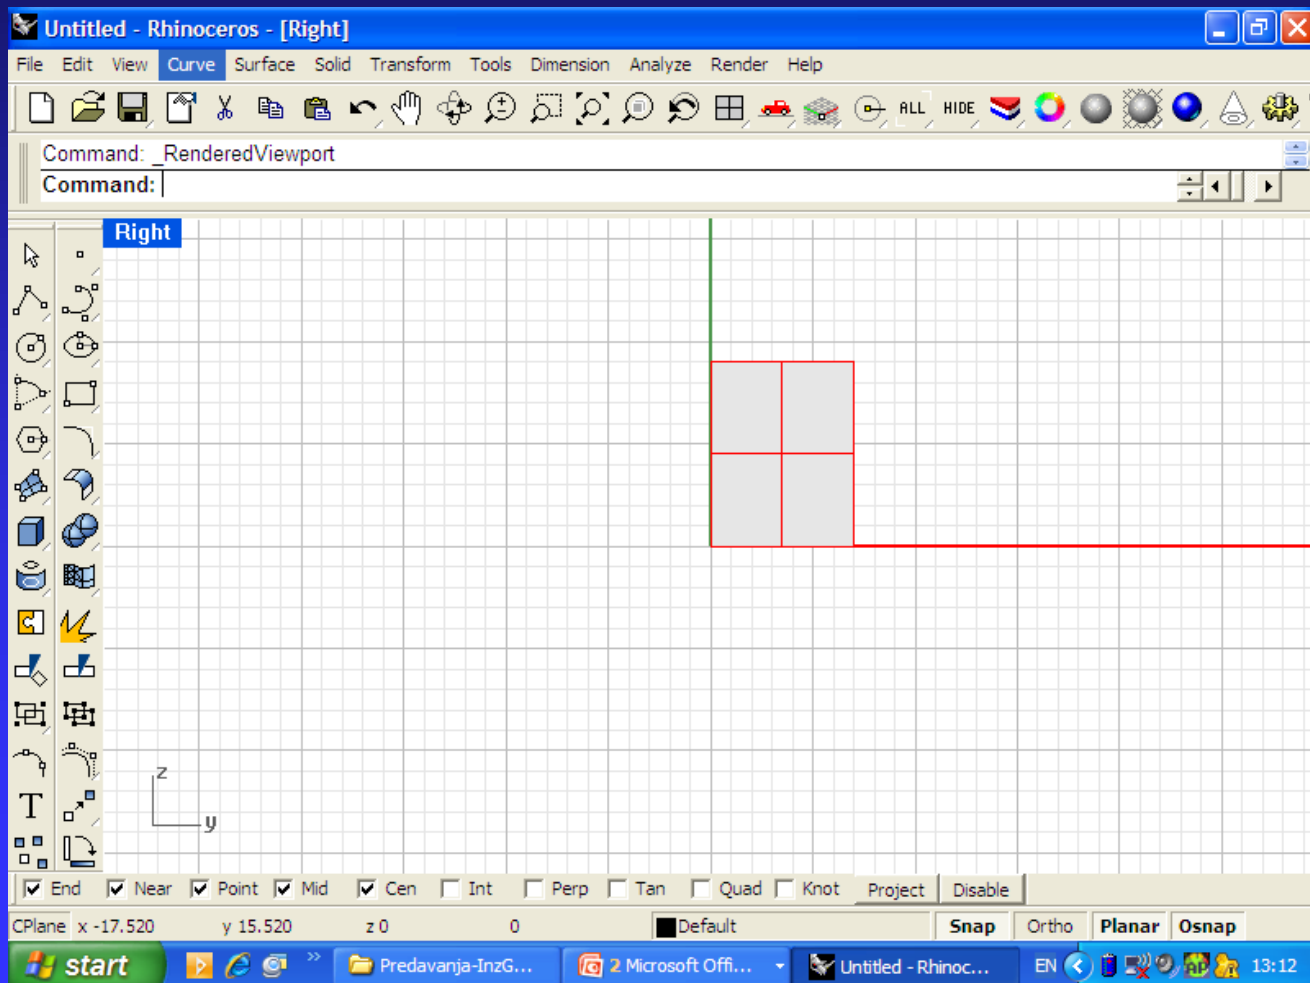 Untitled - Rhinoceros - [Right]
File Edit View Curve Surface Solid Transform Tools Dimension Analyze Render Help
ALL HIDE
Command: _RenderedViewport
Command:
Right
z
y
T
End Near Point Mid Cen Int Perp Tan Quad Knot Project Disable
CPlane x -17.520 y 15.520 z 0 0 Default Snap Ortho Planar Osnap
start Predavanja-InzG... 2 Microsoft Offi... Untitled - Rhinoc... EN 13:12